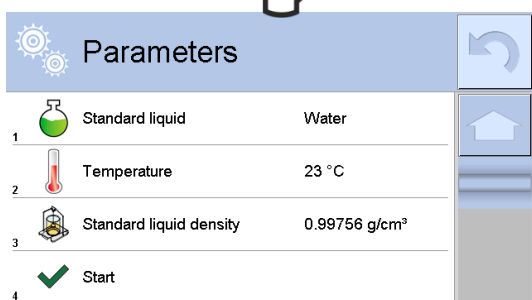 Parameters
1 Standard liquid Water
2 Temperature 23 °C
3 Standard liquid density 0.99756 g/cm³
4 Start